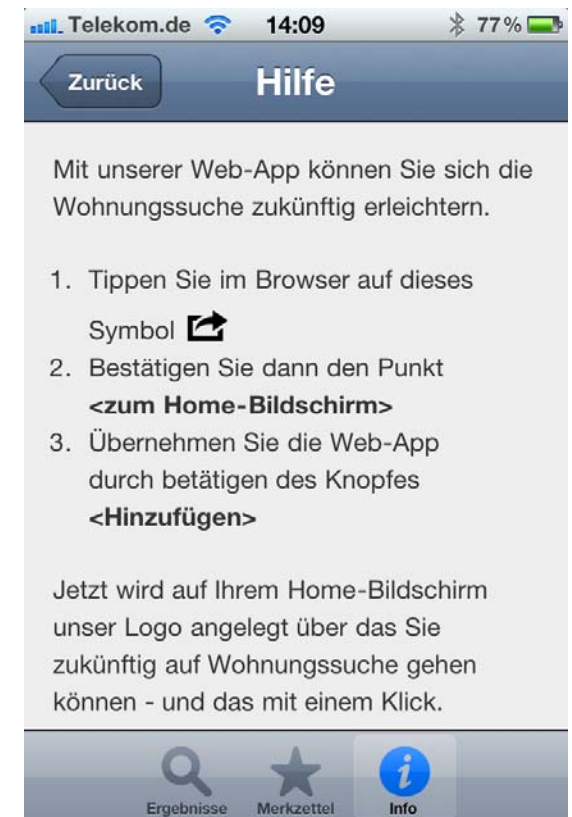 Telekom.de 14:09 77%
Zurück Hilfe
Mit unserer Web-App können Sie sich die
Wohnungssuche zukünftig erleichtern.
1. Tippen Sie im Browser auf dieses
Symbol
2. Bestätigen Sie dann den Punkt
<zum Home-Bildschirm>
3. Übernehmen Sie die Web-App
durch betätigen des Knopfes
<Hinzufügen>
Jetzt wird auf Ihrem Home-Bildschirm
unser Logo angelegt über das Sie
zukünftig auf Wohnungssuche gehen
können - und das mit einem Klick.
Ergebnisse Merkzettel Info